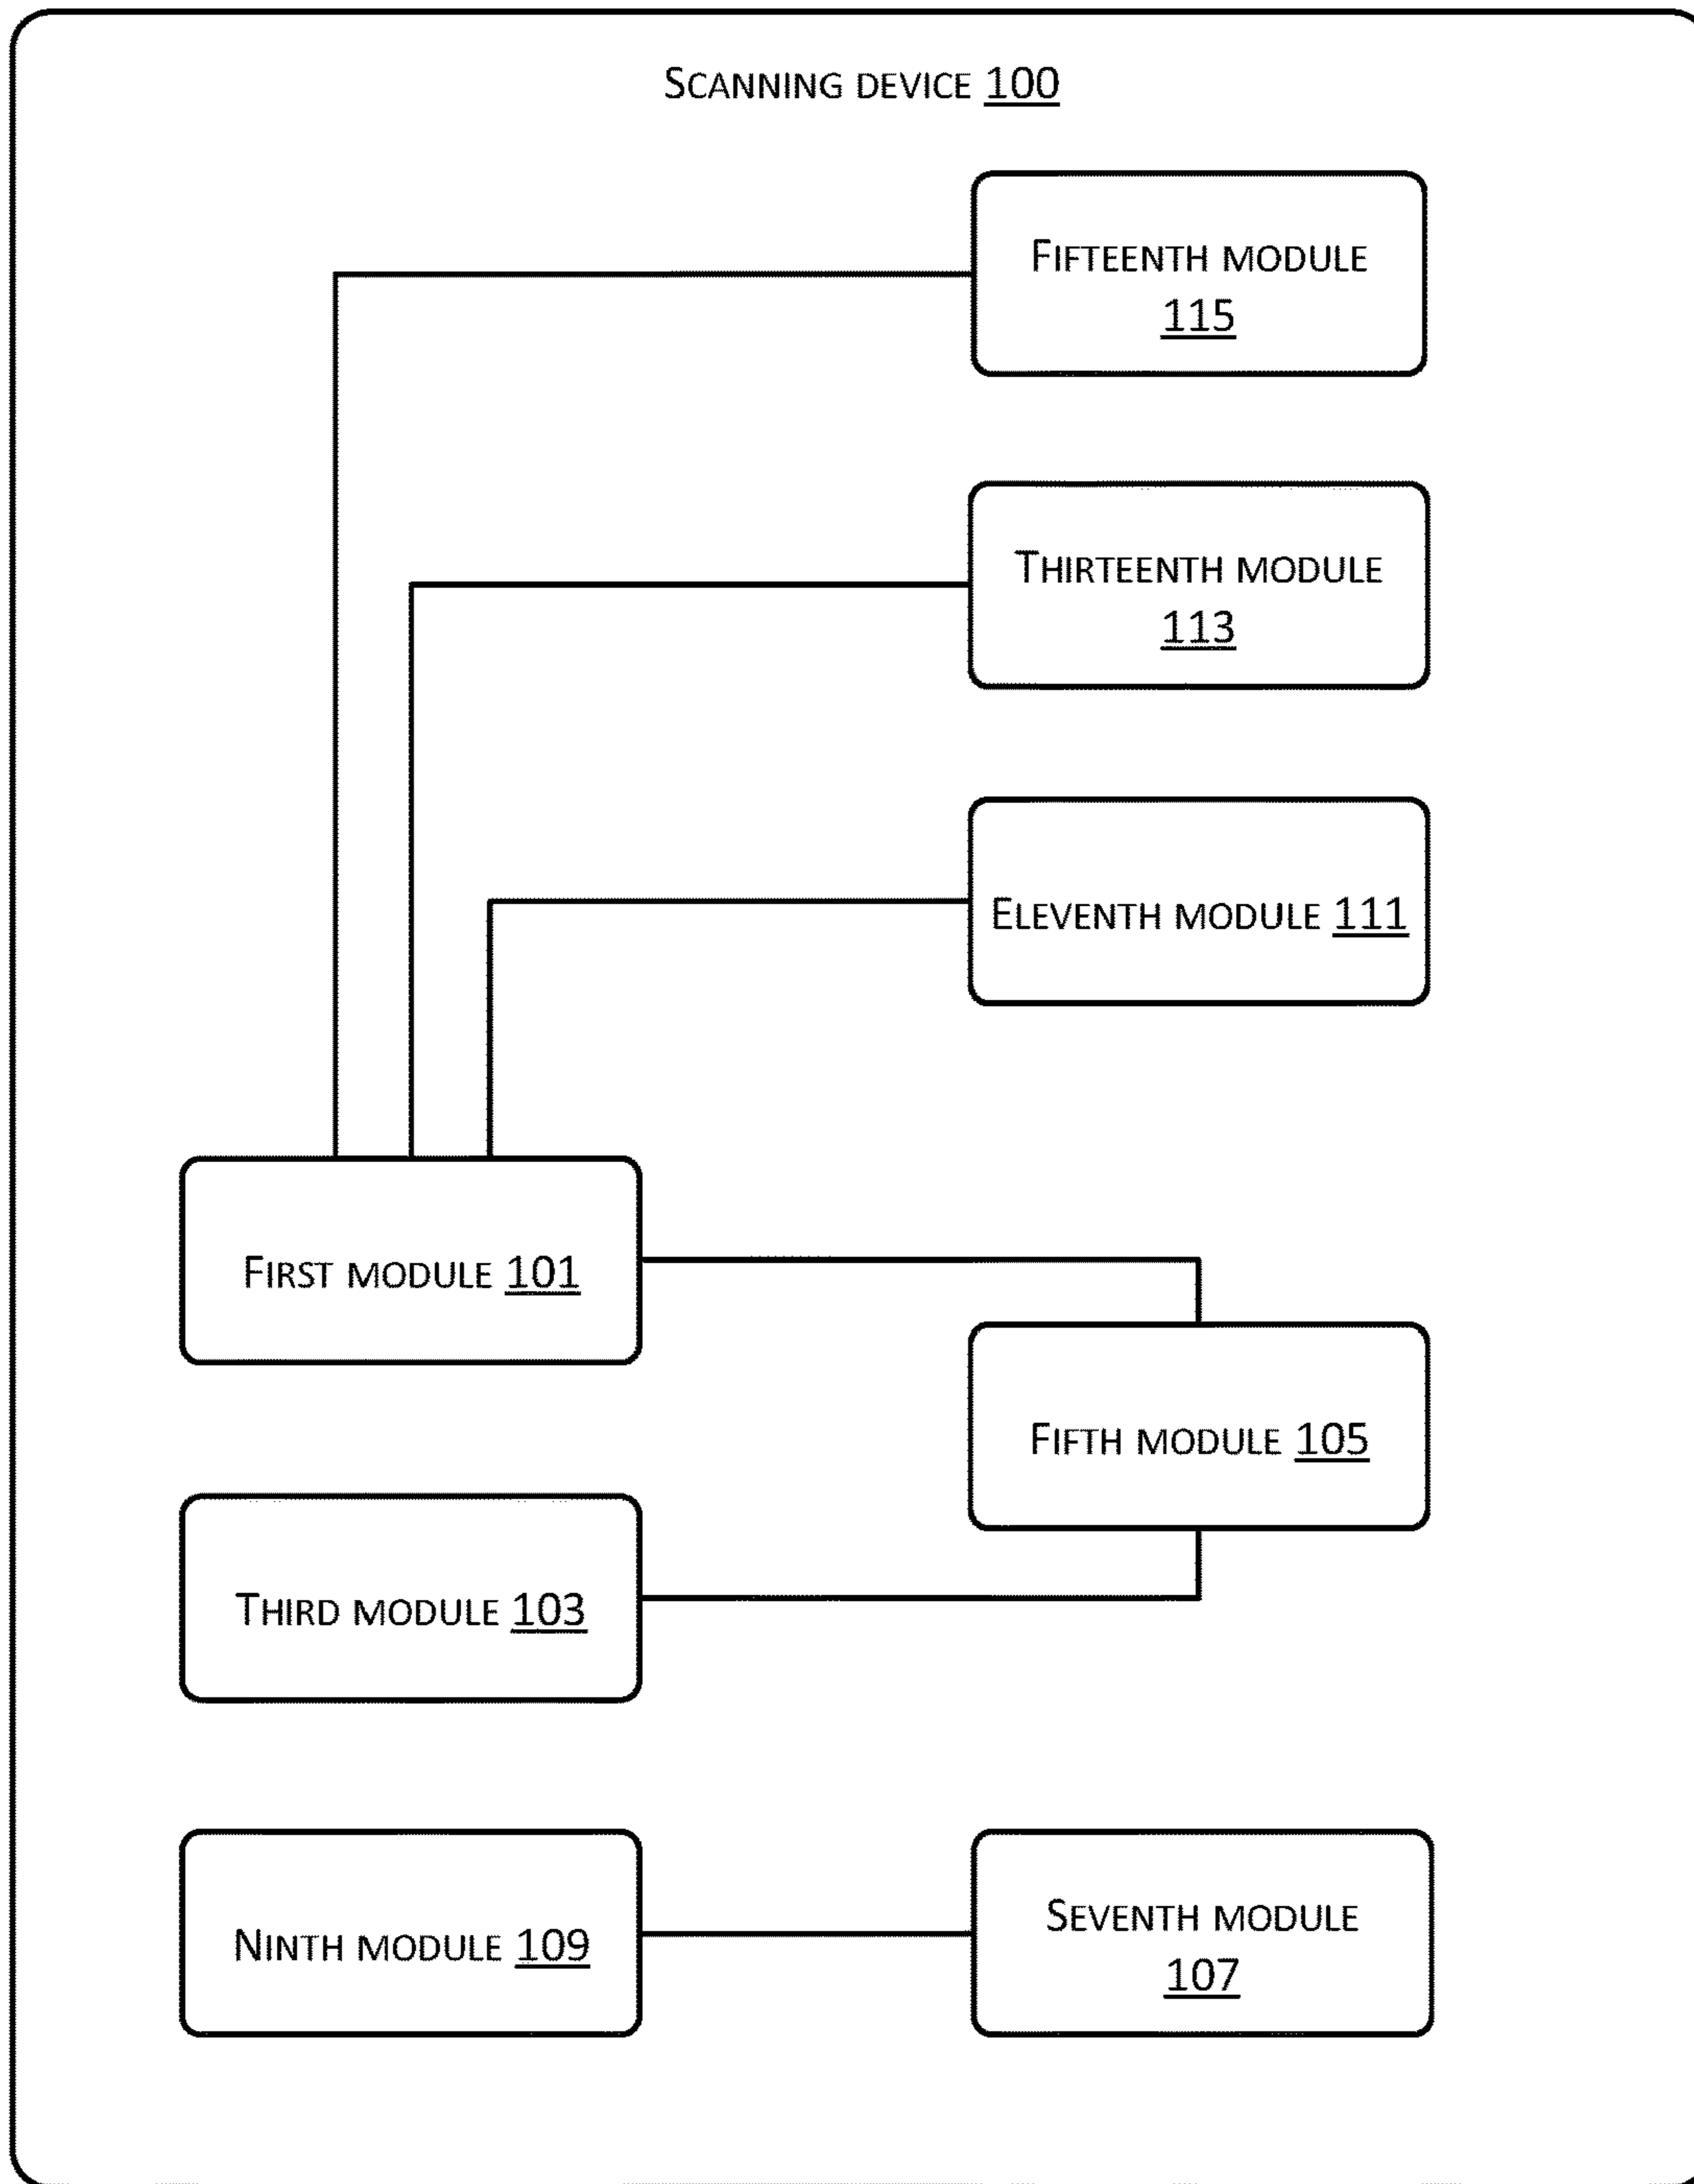 SCANNING DEVICE 100
FIFTEENTH MODULE
115
THIRTEENTH MODULE
113
ELEVENTH MODULE 111
FIRST MODULE 101
FIFTH MODULE 105
THIRD MODULE 103
NINTH MODULE 109
SEVENTH MODULE
107